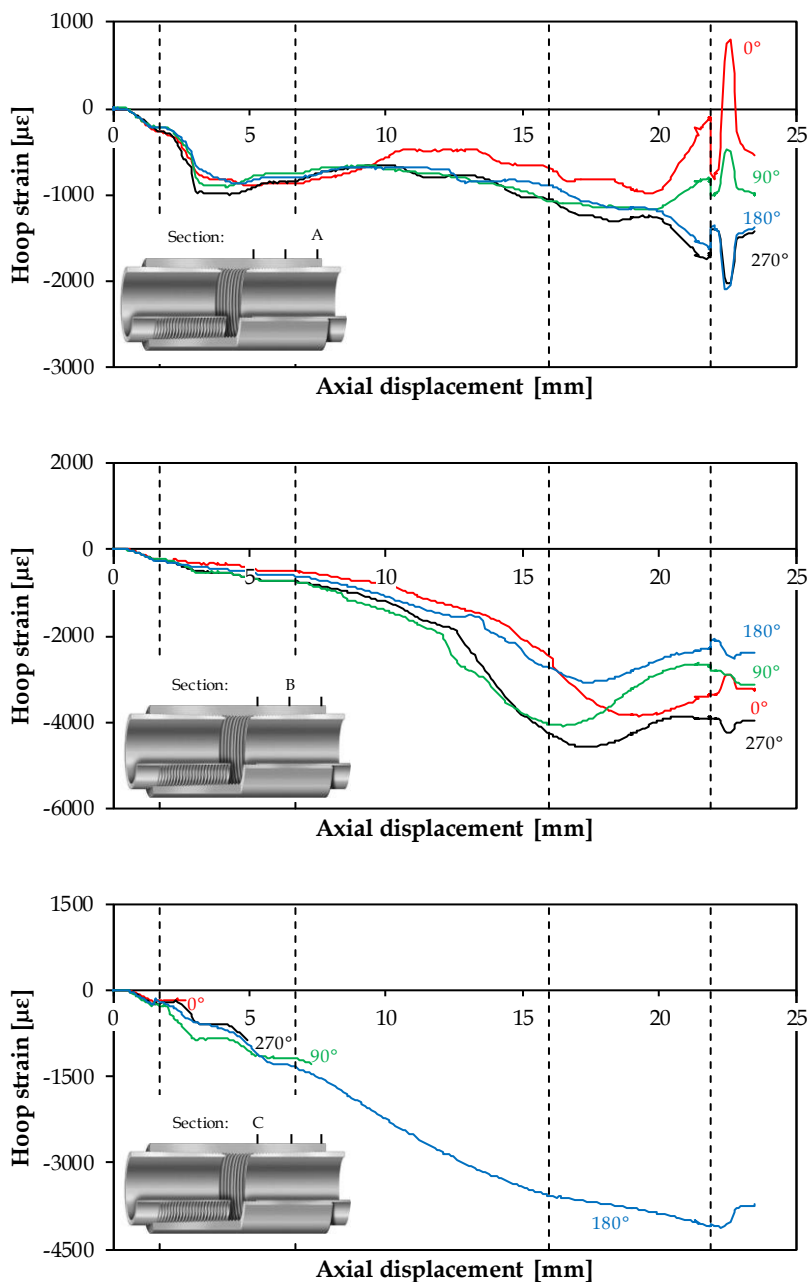 1000
0°
0
0 5 10 15 20 25
-1000
90°
180°
Section: A
270°
-2000
-3000
Hoop strain [με]
Axial displacement [mm]
2000
0
0 5 10 15 20 25
-2000
180°
90°
Section: B
0°
-4000
270°
-6000
Hoop strain [με]
Axial displacement [mm]
1500
0
0°
0 5 10 15 20 25
270°
90°
-1500
Section: C
-3000
180°
-4500
Hoop strain [με]
Axial displacement [mm]